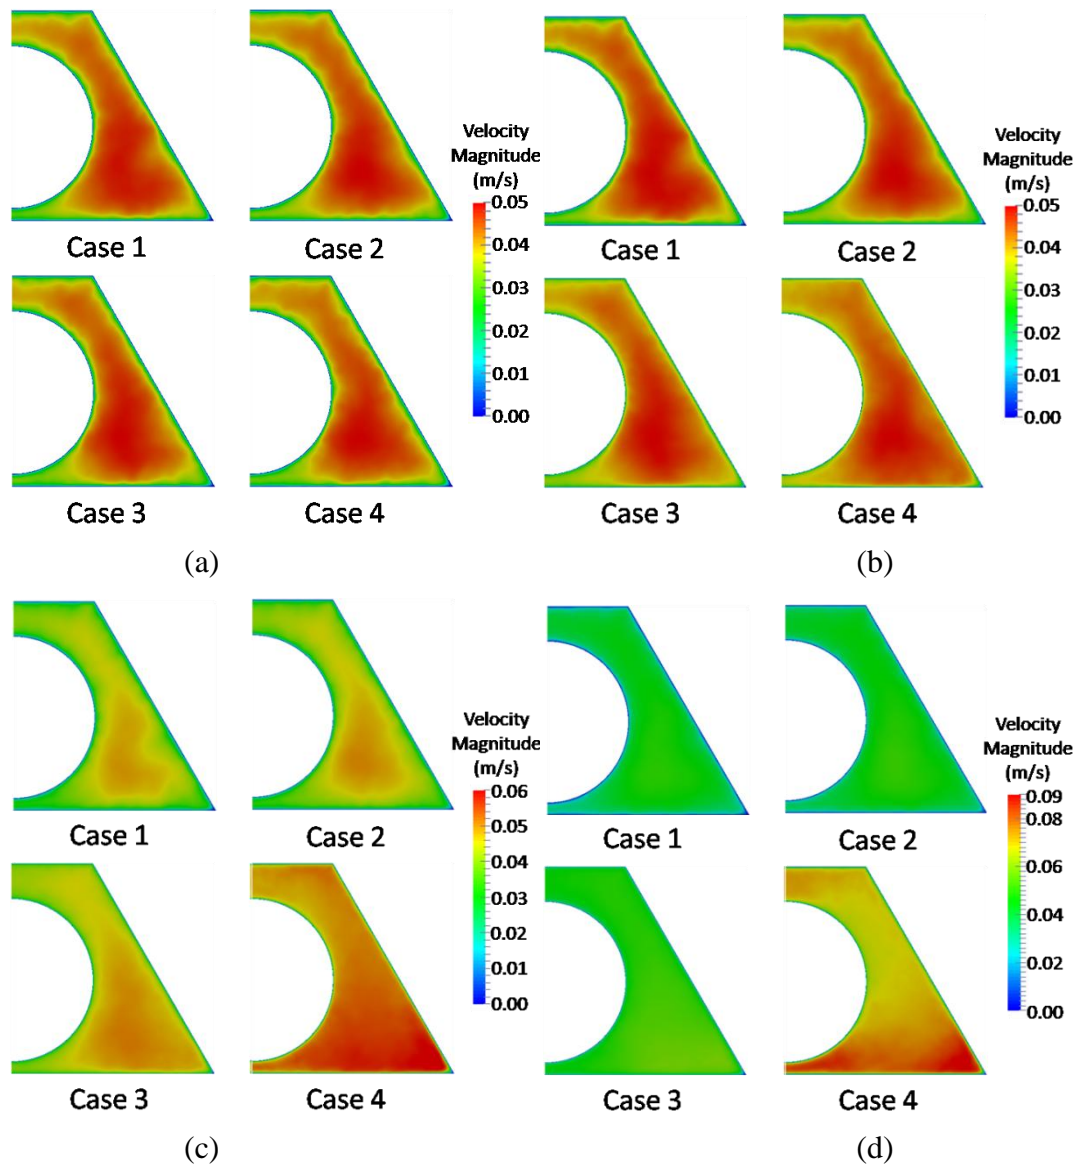 Case 1
Case 2
Velocity
Magnitude
(m/s)
0.05
0.04
0.03
0.02
0.01
0.00
Case 3
Case 4
(a)
Case 1
Case 2
Velocity
Magnitude
(m/s)
0.05
0.04
0.03
0.02
0.01
0.00
Case 3
Case 4
(b)
Case 1
Case 2
Velocity
Magnitude
(m/s)
0.06
0.05
0.04
0.03
0.02
0.01
0.00
Case 3
Case 4
(c)
Case 1
Case 2
Velocity
Magnitude
(m/s)
0.09
0.08
0.06
0.04
0.02
0.00
Case 3
Case 4
(d)